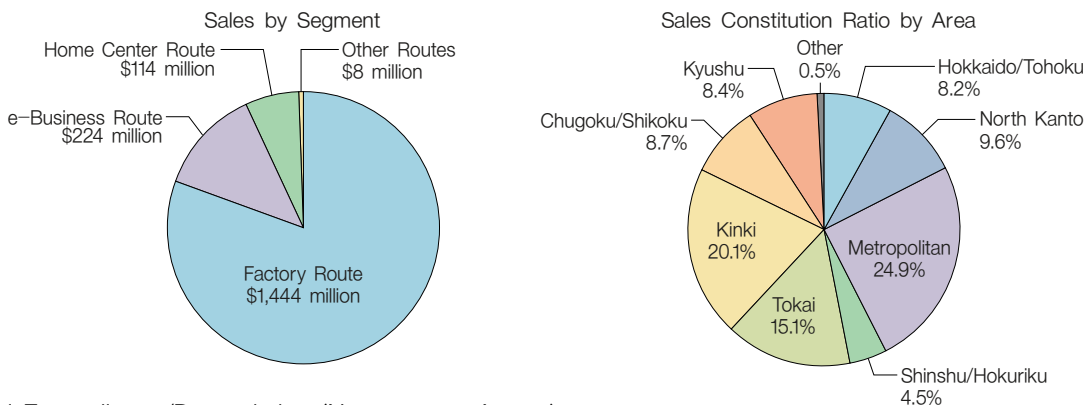 Sales by Segment
Home Center Route
$114 million
Other Routes
$8 million
e-Business Route
$224 million
Factory Route
$1,444 million
Sales Constitution Ratio by Area
Other
0.5%
Kyushu
8.4%
Hokkaido/Tohoku
8.2%
Chugoku/Shikoku
8.7%
North Kanto
9.6%
Kinki
20.1%
Metropolitan
24.9%
Tokai
15.1%
Shinshu/Hokuriku
4.5%